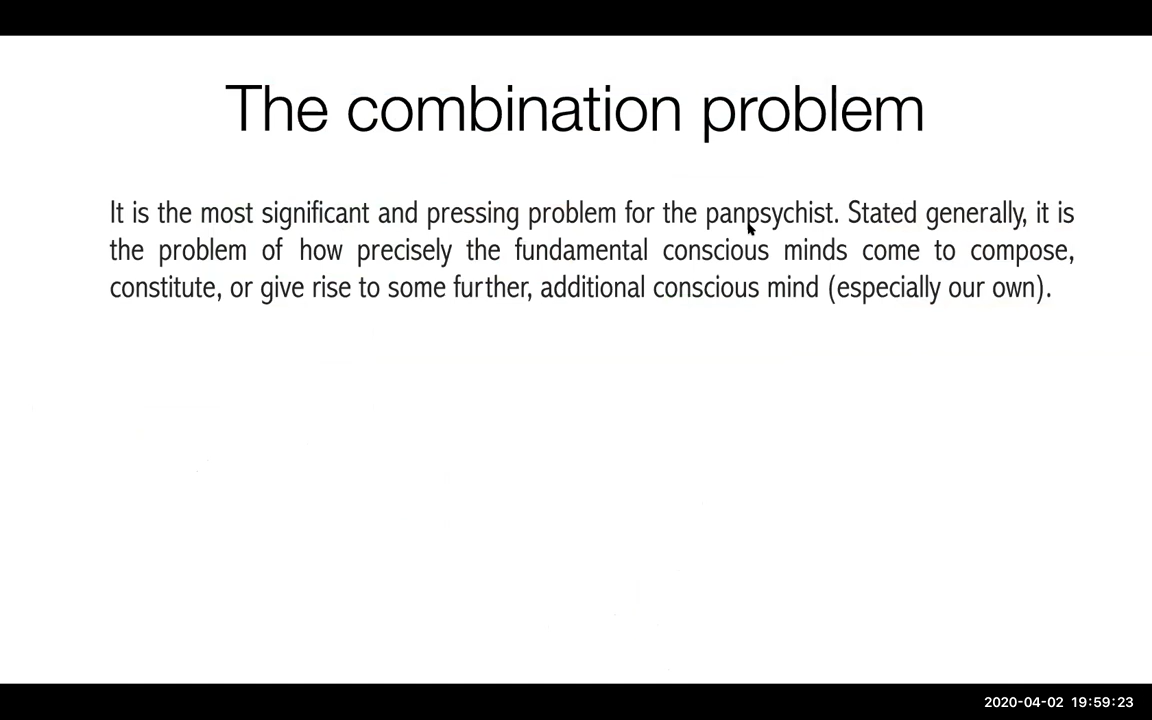 The combination problem
It is the most significant and pressing problem for the panpsychist. Stated generally, it is
the problem of how precisely the fundamental conscious minds come to compose,
constitute, or give rise to some further, additional conscious mind (especially our own).
2020-04-02 19:59:23